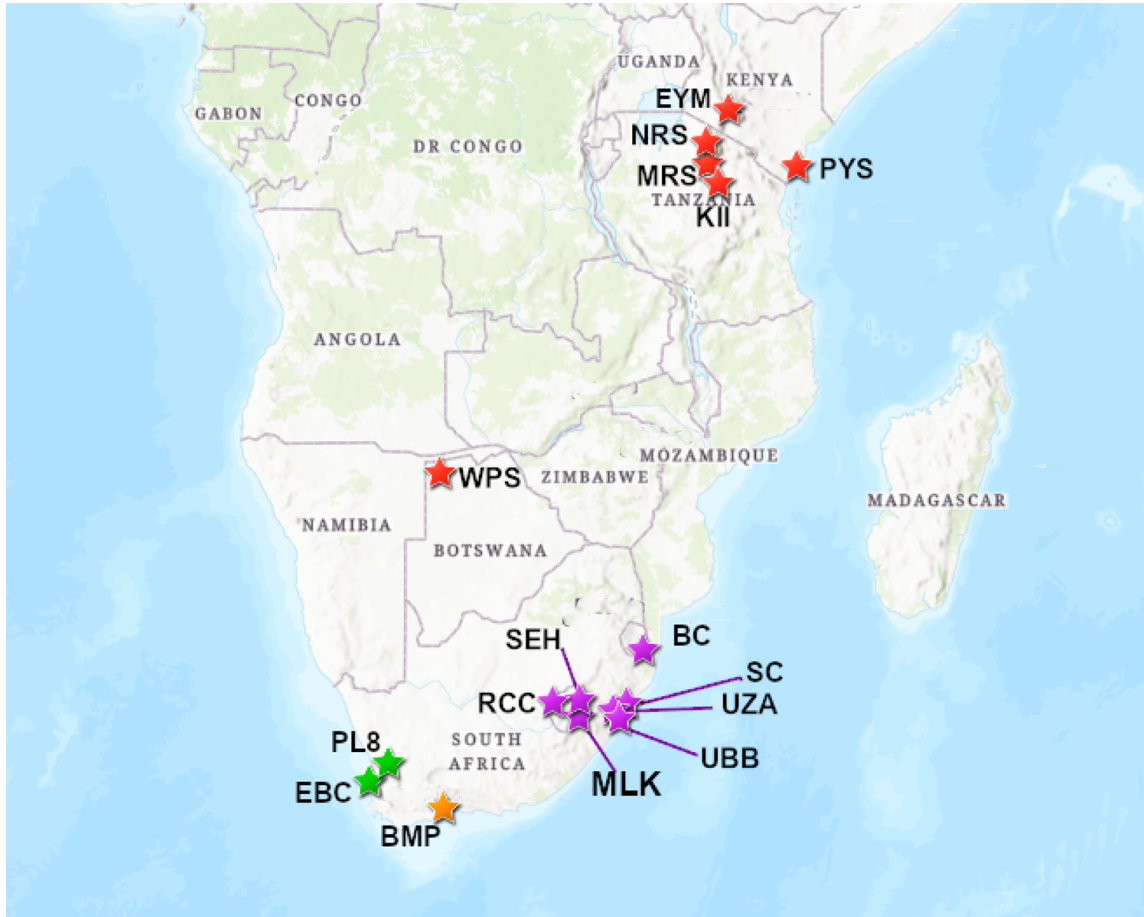 UGANDA
KENYA
EYM
GABON
CONGO
NRS
DR CONGO
PYS
MRS
TANZANIA
KII
ANGOLA
MOZAMBIQUE
WPS
ZIMBABWE
MADAGASCAR
NAMIBIA
BOTSWANA
SEH
BC
SC
RCC
UZA
PL8
SOUTH
AFRICA
UBB
EBC
MLK
BMP